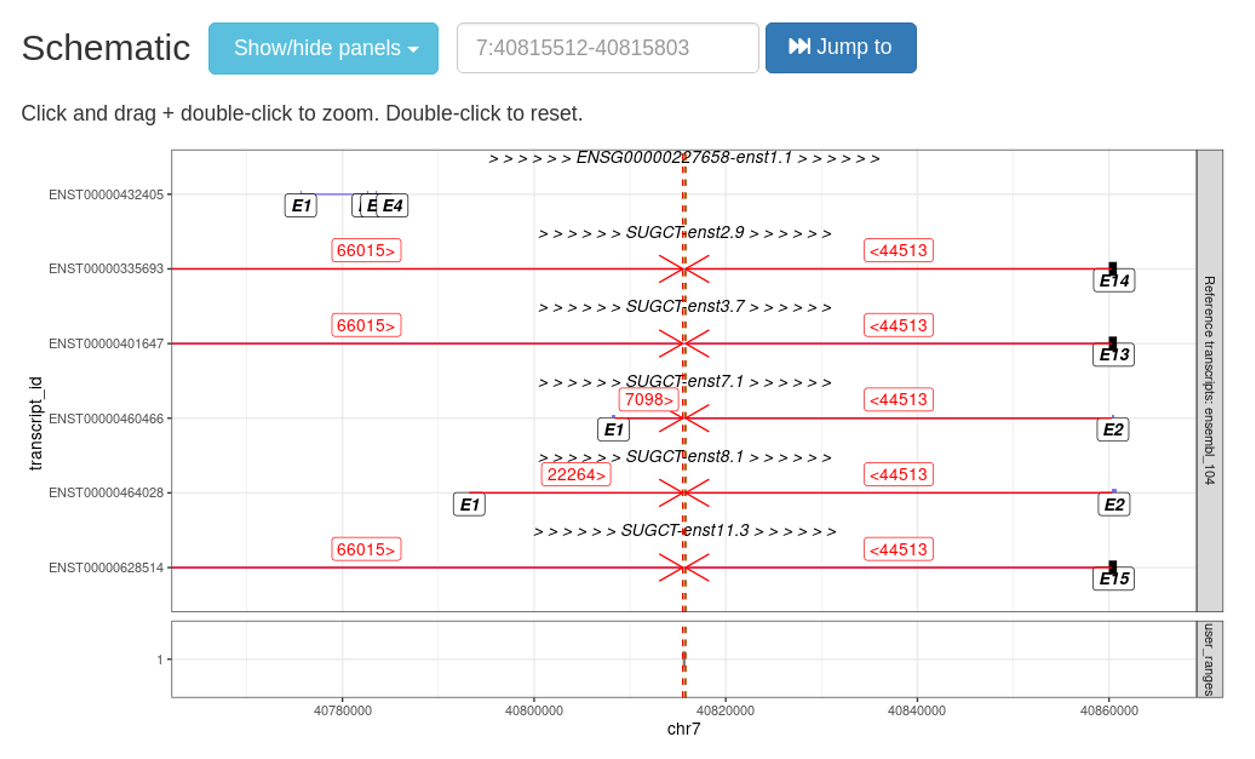 Schematic Show/hide panels 7:40815512-40815803 Jump to
Click and drag + double-click to zoom. Double-click to reset.
> > > > > > ENSG00000227658-enst1.1 > > > > > >
ENST00000432405
E1 E E4
> > > > > > SUGCT-enst2.9 > > > > > >
66015> <44513
ENST00000335693
E14
> > > > > > SUGCT-enst3.7 > > > > > >
66015> <44513
ENST00000401647
E13
> > > > > > SUGCT-enst7.1 > > > > > >
7098> <44513
ENST00000460466
E1 E2
> > > > > > SUGCT-enst8.1 > > > > > >
22264> <44513
ENST00000464028
E1 E2
> > > > > > SUGCT-enst11.3 > > > > > >
66015> <44513
ENST00000628514
E15
transcript_id
Reference transcripts: ensembl_104
1
user_ranges
40780000 40800000 40820000 40840000 40860000
chr7